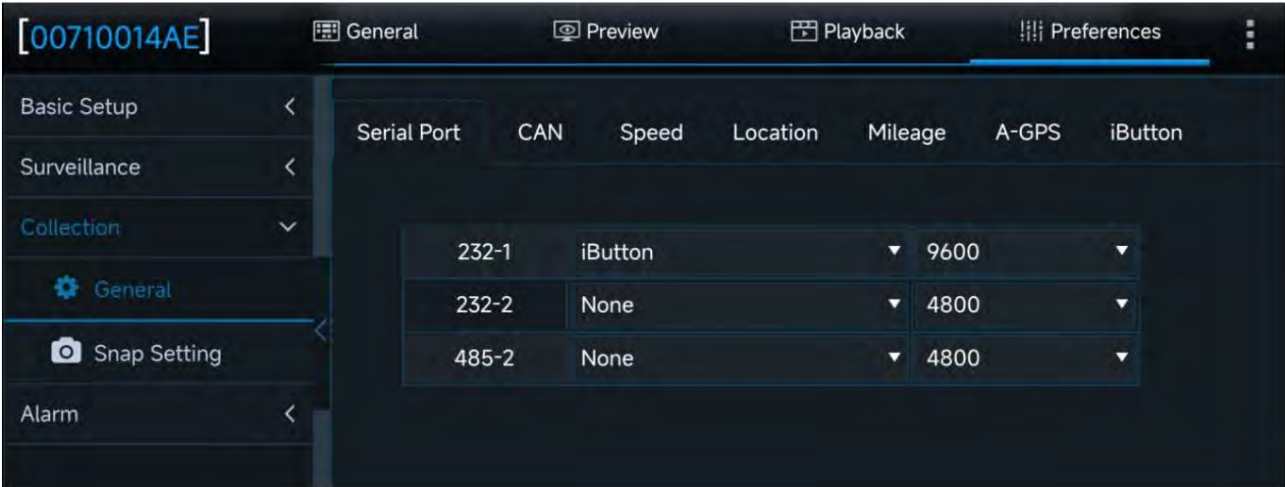 [00710014AE]
General Preview Playback Preferences
Basic Setup
Surveillance
Collection
General
Snap Setting
Alarm
Serial Port CAN Speed Location Mileage A-GPS iButton
232-1 iButton 9600
232-2 None 4800
485-2 None 4800